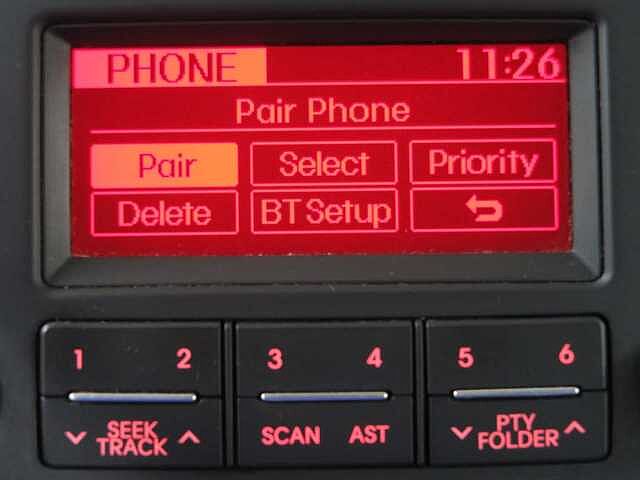 PHONE 11:26
Pair Phone
Pair Select Priority
Delete BT Setup
1 2 3 4 5 6
SEEK TRACK SCAN AST PTY FOLDER